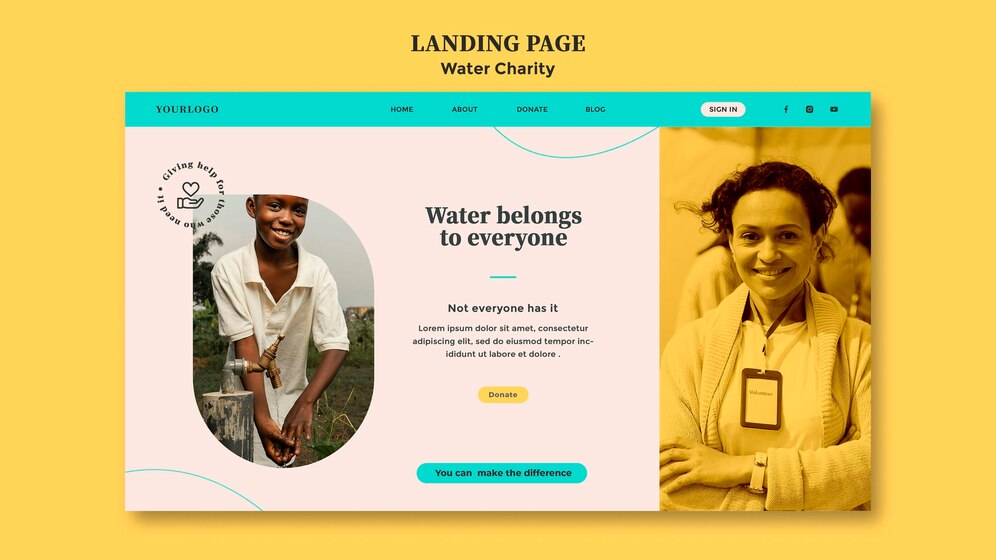 LANDING PAGE
Water Charity
YOURLOGO
HOME
ABOUT
DONATE
BLOG
SIGN IN
Giving help for those who need it •
Water belongs
to everyone
Not everyone has it
Lorem ipsum dolor sit amet, consectetur
adipiscing elit, sed do eiusmod tempor inc-
ididunt ut labore et dolore .
Donate
You can make the difference
Volunteer